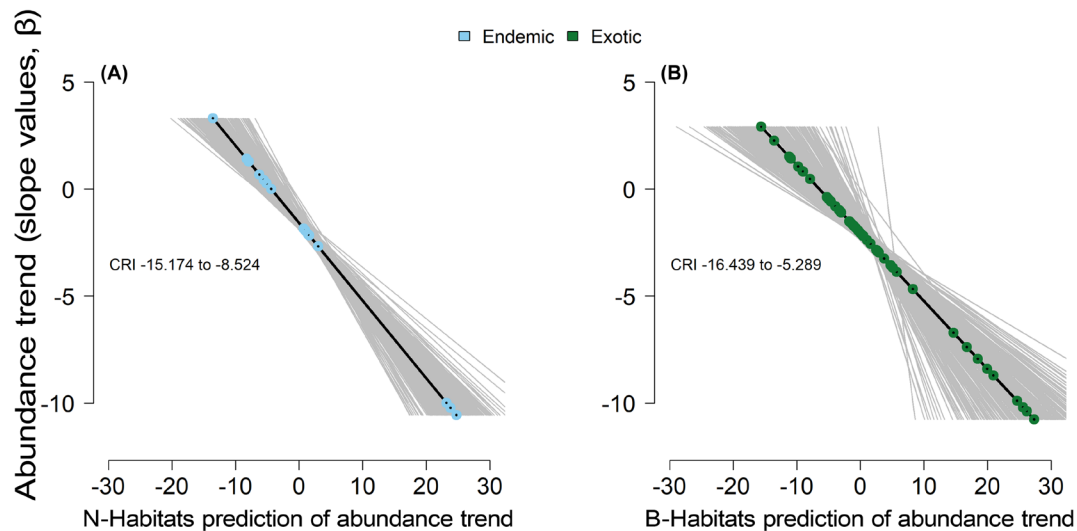 Endemic Exotic
Abundance trend (slope values, β)
(A)
5
0
-5
-10
CRI -15.174 to -8.524
-30 -20 -10 0 10 20 30
N-Habitats prediction of abundance trend
(B)
5
0
-5
-10
CRI -16.439 to -5.289
-30 -20 -10 0 10 20 30
B-Habitats prediction of abundance trend